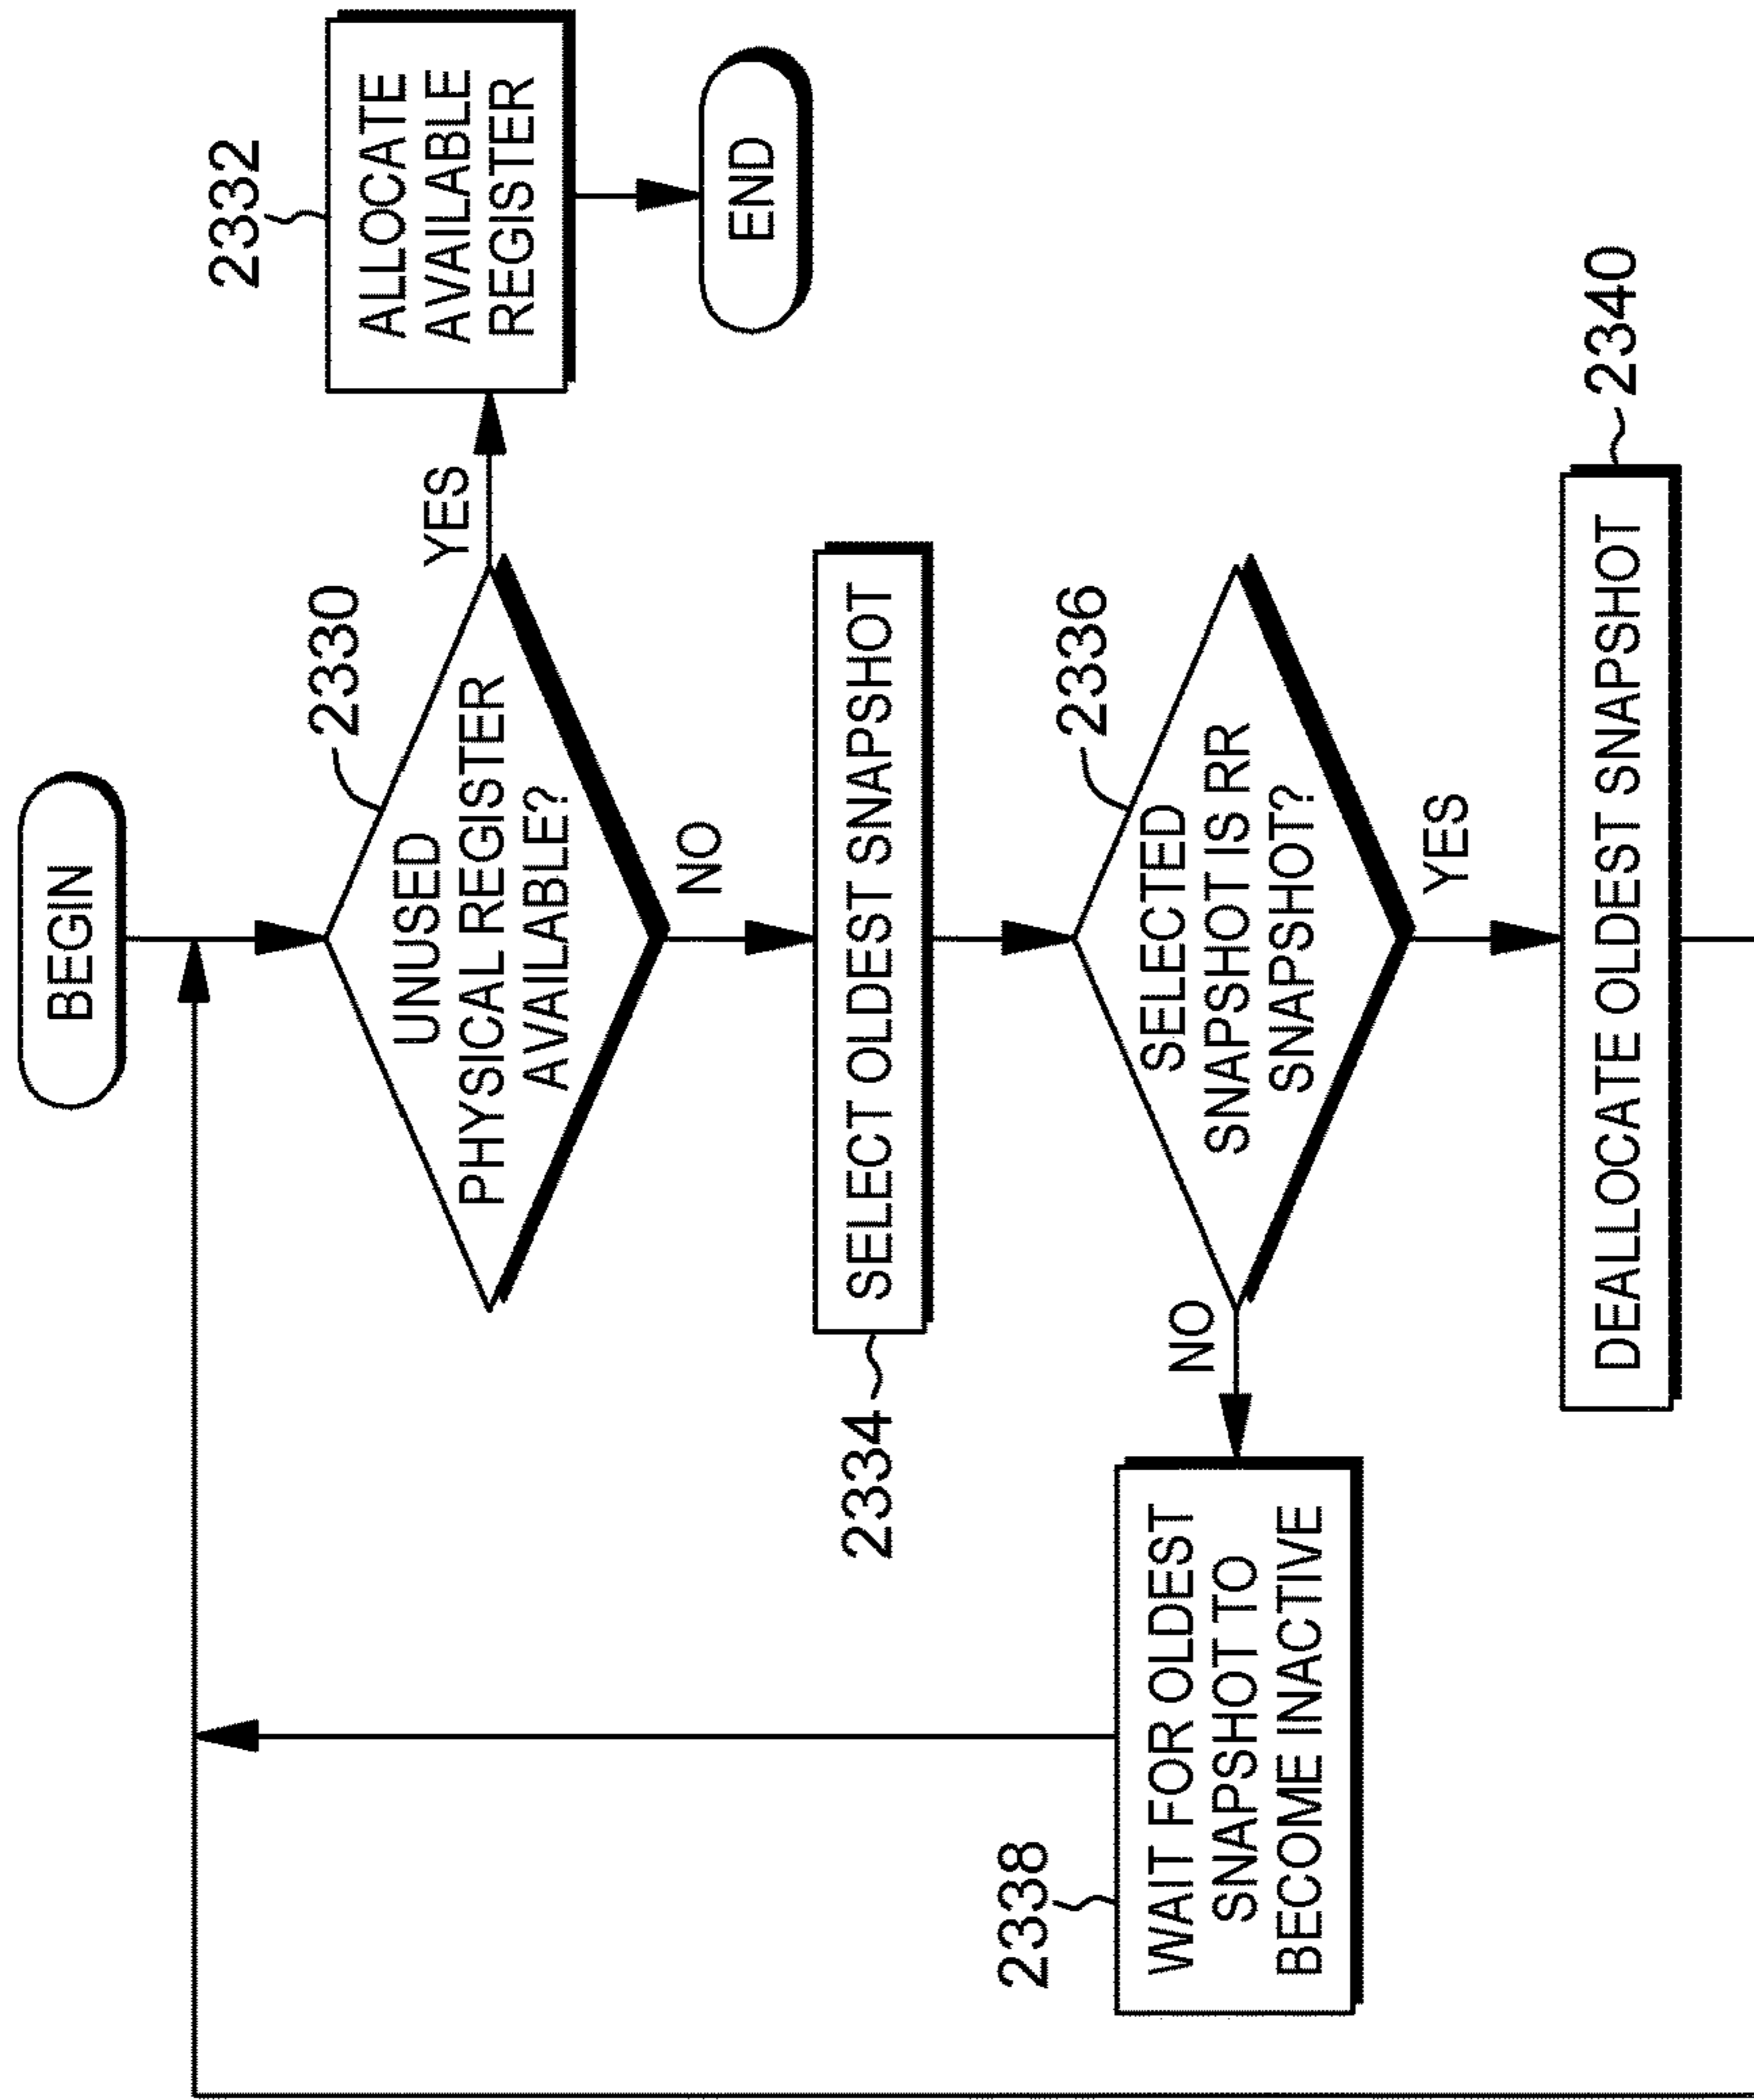 BEGIN
2330
UNUSED
PHYSICAL REGISTER
AVAILABLE?
YES
2332
ALLOCATE
AVAILABLE
REGISTER
END
NO
2334
SELECT OLDEST SNAPSHOT
2336
SELECTED
SNAPSHOT IS RR
SNAPSHOT?
NO
2338
WAIT FOR OLDEST
SNAPSHOT TO
BECOME INACTIVE
YES
2340
DEALLOCATE OLDEST SNAPSHOT